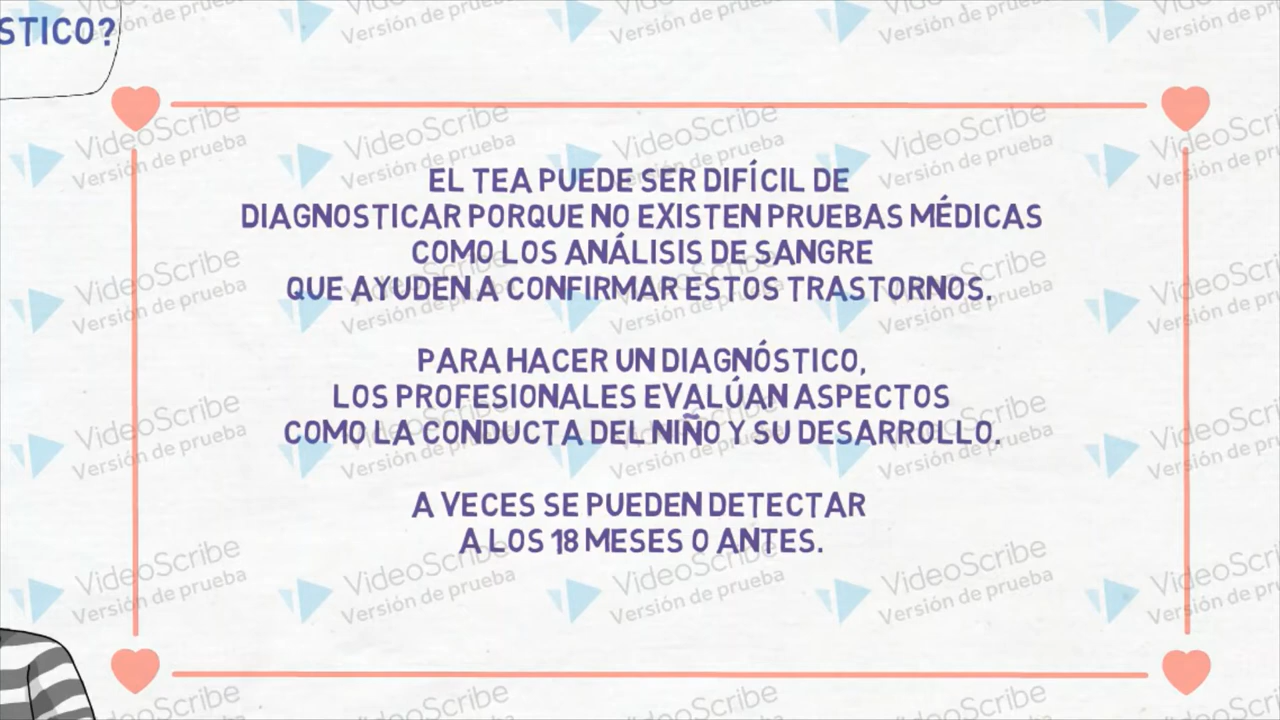 STICO?
EL TEA PUEDE SER DIFÍCIL DE
DIAGNOSTICAR PORQUE NO EXISTEN PRUEBAS MÉDICAS
COMO LOS ANÁLISIS DE SANGRE
QUE AYUDEN A CONFIRMAR ESTOS TRASTORNOS.
PARA HACER UN DIAGNÓSTICO,
LOS PROFESIONALES EVALÚAN ASPECTOS
COMO LA CONDUCTA DEL NIÑO Y SU DESARROLLO.
A VECES SE PUEDEN DETECTAR
A LOS 18 MESES O ANTES.
VideoScribe
Versión de prueba